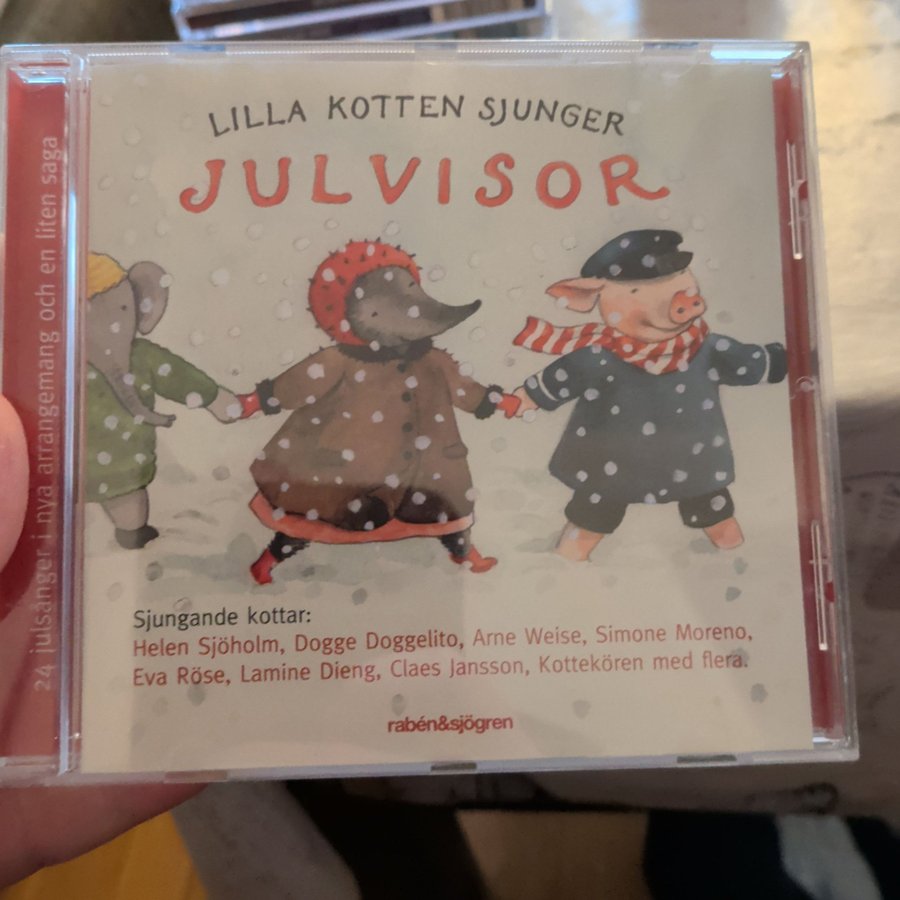 LILLA KOTTEN SJUNGER
JULVISOR
24 julsånger i nya arrangemang och en liten saga
Sjungande kottar:
Helen Sjöholm, Dogge Doggelito, Arne Weise, Simone Moreno,
Eva Röse, Lamine Dieng, Claes Jansson, Kottekören med flera.
rabén&sjögren